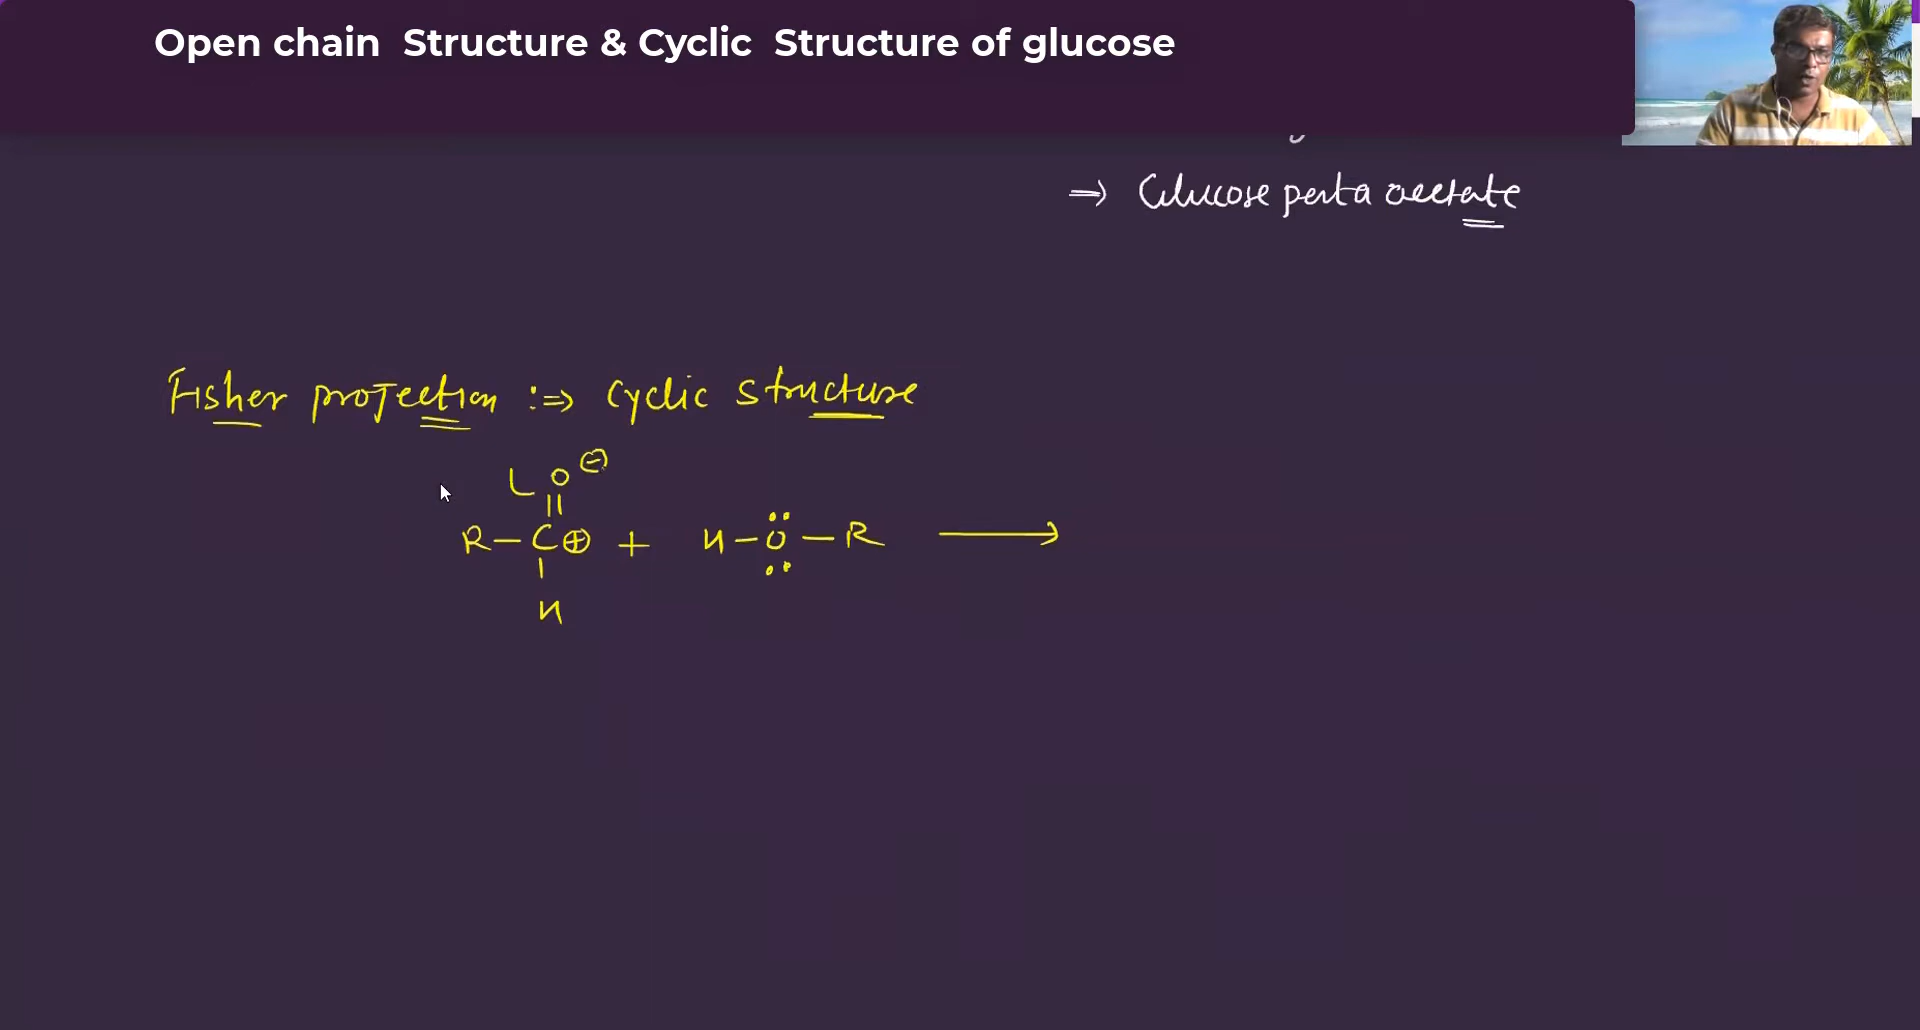 Open chain Structure & Cyclic Structure of glucose
⇒ Glucose penta acetate
Fisher projection :⇒ cyclic structure
O ⊖
||
R – C ⊕ + H – Ö – R ⟶
|
H